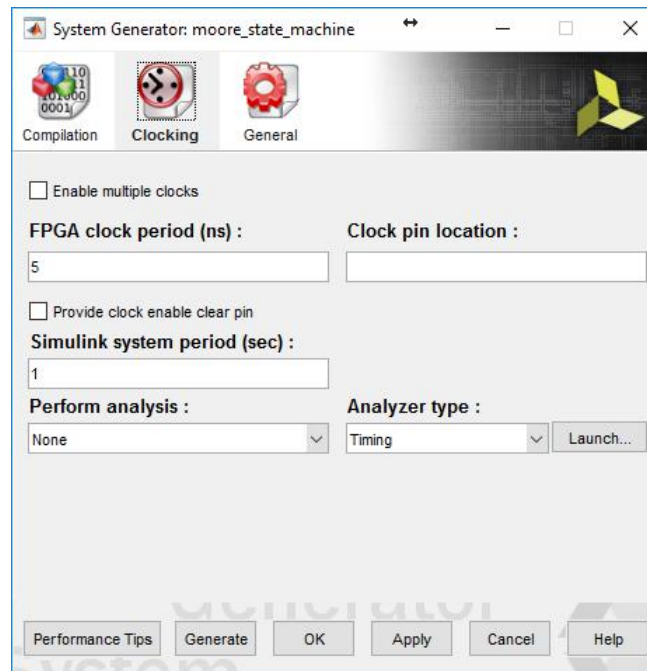 System Generator: moore_state_machine
Compilation Clocking General
Enable multiple clocks
FPGA clock period (ns) : Clock pin location :
5
Provide clock enable clear pin
Simulink system period (sec) :
1
Perform analysis : Analyzer type :
None Timing Launch...
Generator
Performance Tips Generate OK Apply Cancel Help
System